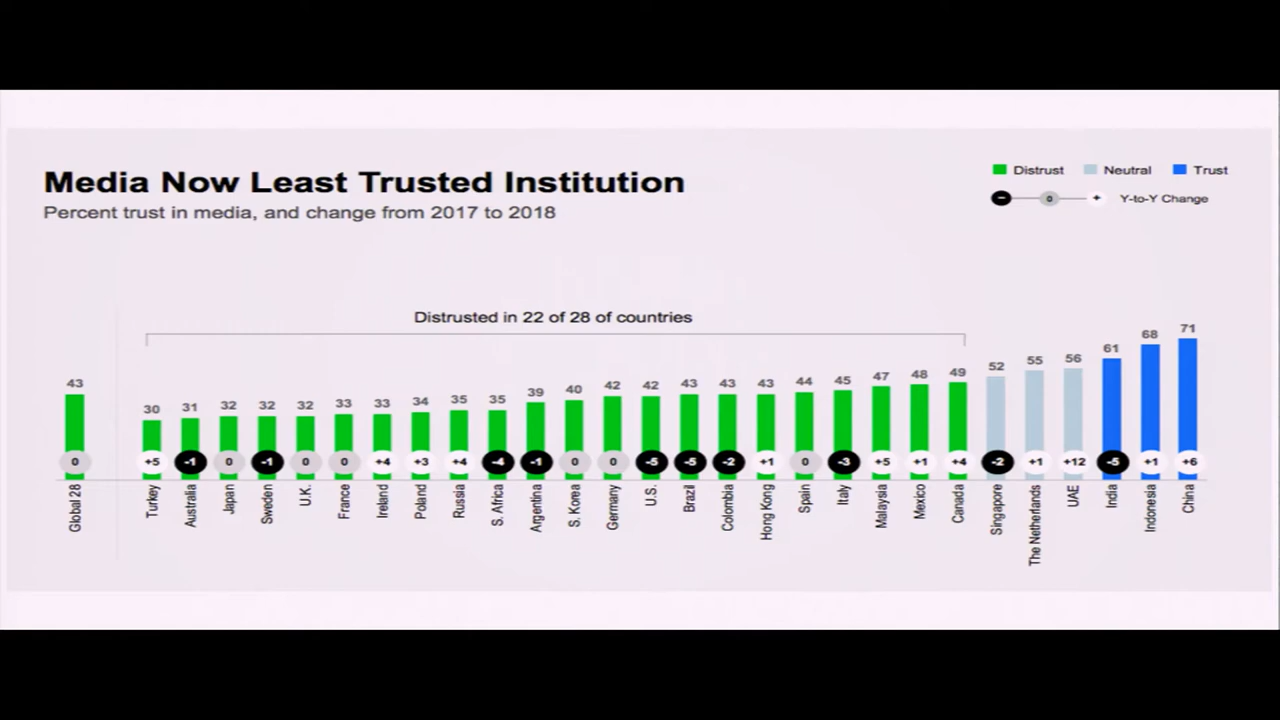 Media Now Least Trusted Institution
Percent trust in media, and change from 2017 to 2018
Distrust Neutral Trust
− 0 + Y-to-Y Change
Distrusted in 22 of 28 of countries
43 30 31 32 32 32 33 33 34 35 35 39 40 42 42 43 43 43 44 45 47 48 49 52 55 56 61 68 71
0 +5 -1 0 -1 0 0 +4 +3 +4 -4 -1 0 0 -5 -5 -2 +1 0 -3 +5 +1 +4 -2 +1 +12 -5 +1 +6
Global 28
Turkey
Australia
Japan
Sweden
U.K.
France
Ireland
Poland
Russia
S. Africa
Argentina
S. Korea
Germany
U.S.
Brazil
Colombia
Hong Kong
Spain
Italy
Malaysia
Mexico
Canada
Singapore
The Netherlands
UAE
India
Indonesia
China